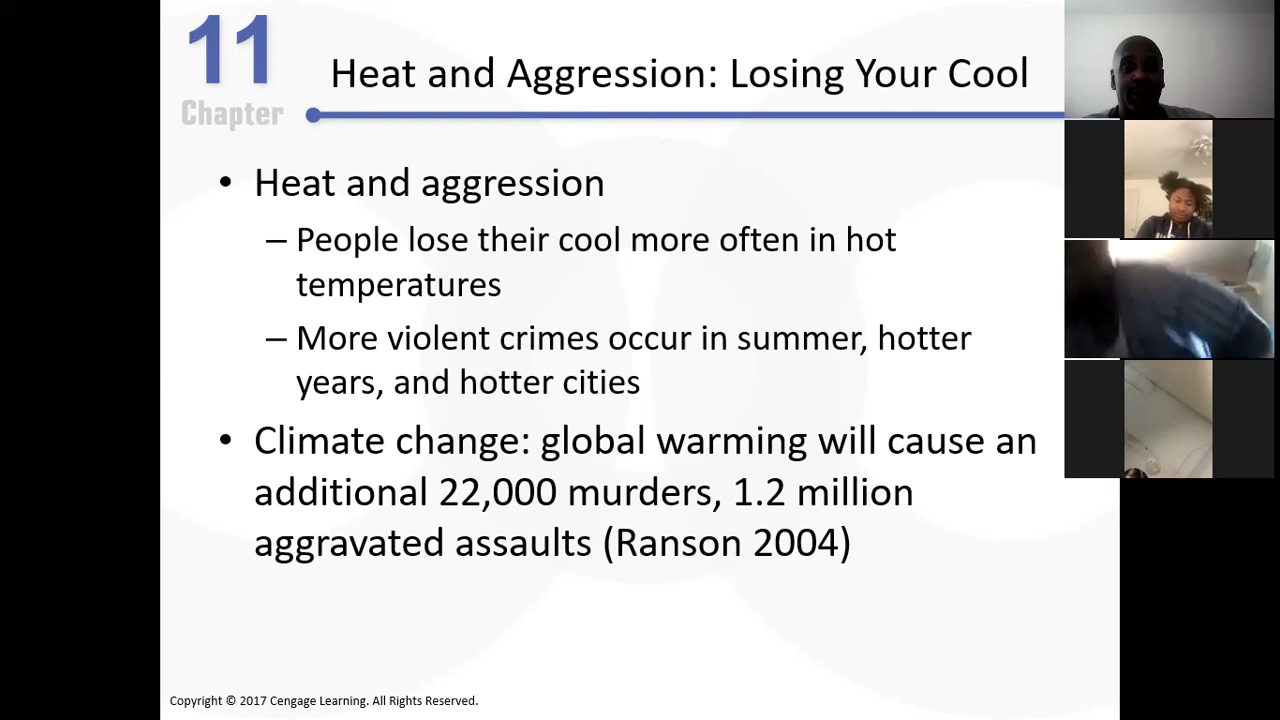 11
Chapter
Heat and Aggression: Losing Your Cool
• Heat and aggression
– People lose their cool more often in hot
temperatures
– More violent crimes occur in summer, hotter
years, and hotter cities
• Climate change: global warming will cause an
additional 22,000 murders, 1.2 million
aggravated assaults (Ranson 2004)
Copyright © 2017 Cengage Learning. All Rights Reserved.